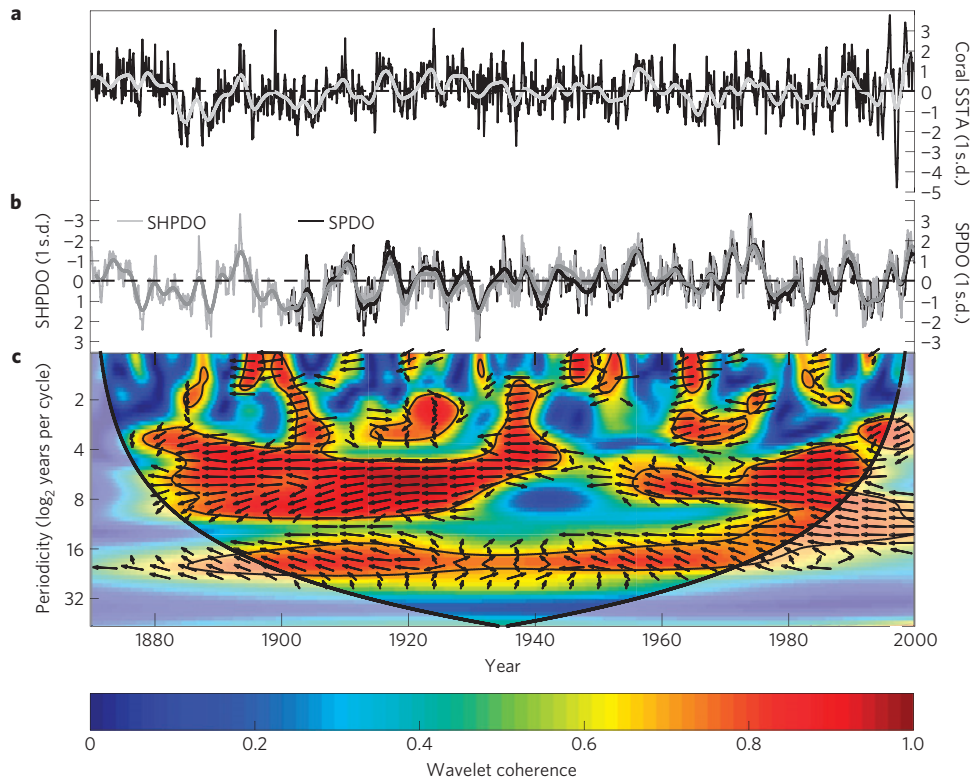 a
3
2
1
0
−1
−2
−3
−4
−5
Coral SSTA (1 s.d.)
b
SHPDO
SPDO
−3
−2
−1
0
1
2
3
SHPDO (1 s.d.)
3
2
1
0
−1
−2
−3
SPDO (1 s.d.)
c
2
4
8
16
32
Periodicity (log2 years per cycle)
1880 1900 1920 1940 1960 1980 2000
Year
0 0.2 0.4 0.6 0.8 1.0
Wavelet coherence